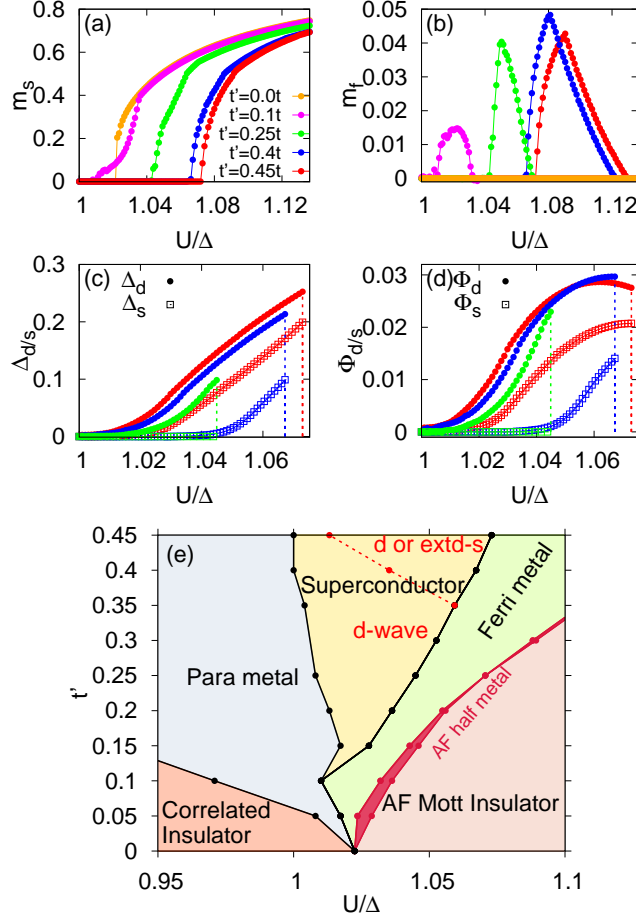 (a)
m_s
0.8
0.6
0.4
0.2
0
t'=0.0t
t'=0.1t
t'=0.25t
t'=0.4t
t'=0.45t
1 1.04 1.08 1.12
U/Δ
(b)
m_f
0.05
0.04
0.03
0.02
0.01
0
1 1.04 1.08 1.12
U/Δ
(c)
Δ_d/s
0.3
0.2
0.1
0
Δ_d
Δ_s
1 1.02 1.04 1.06
U/Δ
(d)
Φ_d/s
0.03
0.02
0.01
0
Φ_d
Φ_s
1 1.02 1.04 1.06
U/Δ
(e)
t'
0.45
0.4
0.35
0.3
0.25
0.2
0.15
0.1
0.05
0
d or extd-s
Superconductor
d-wave
Ferri metal
Para metal
AF half metal
Correlated
Insulator
AF Mott Insulator
0.95 1 1.05 1.1
U/Δ